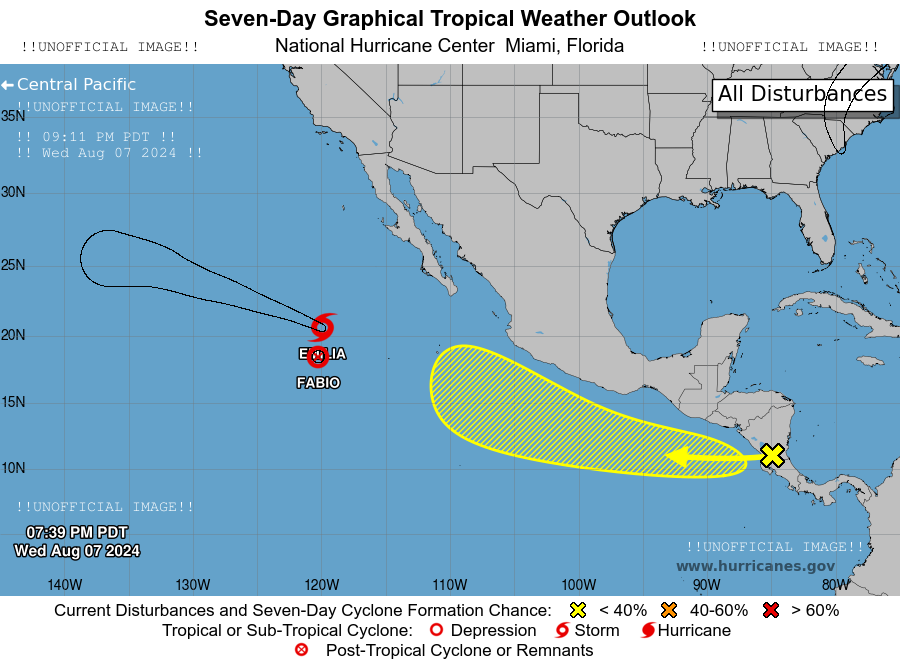 Seven-Day Graphical Tropical Weather Outlook
!!UNOFFICIAL IMAGE!! National Hurricane Center Miami, Florida !!UNOFFICIAL IMAGE!!
Central Pacific
All Disturbances
!!UNOFFICIAL IMAGE!!
35N
!! 09:11 PM PDT !!
!! Wed Aug 07 2024 !!
30N
25N
20N
FABIO
15N
10N
!!UNOFFICIAL IMAGE!!
07:39 PM PDT
Wed Aug 07 2024
!!UNOFFICIAL IMAGE!!
www.hurricanes.gov
140W 130W 120W 110W 100W 90W 80W
Current Disturbances and Seven-Day Cyclone Formation Chance: < 40% 40-60% > 60%
Tropical or Sub-Tropical Cyclone: Depression Storm Hurricane
Post-Tropical Cyclone or Remnants